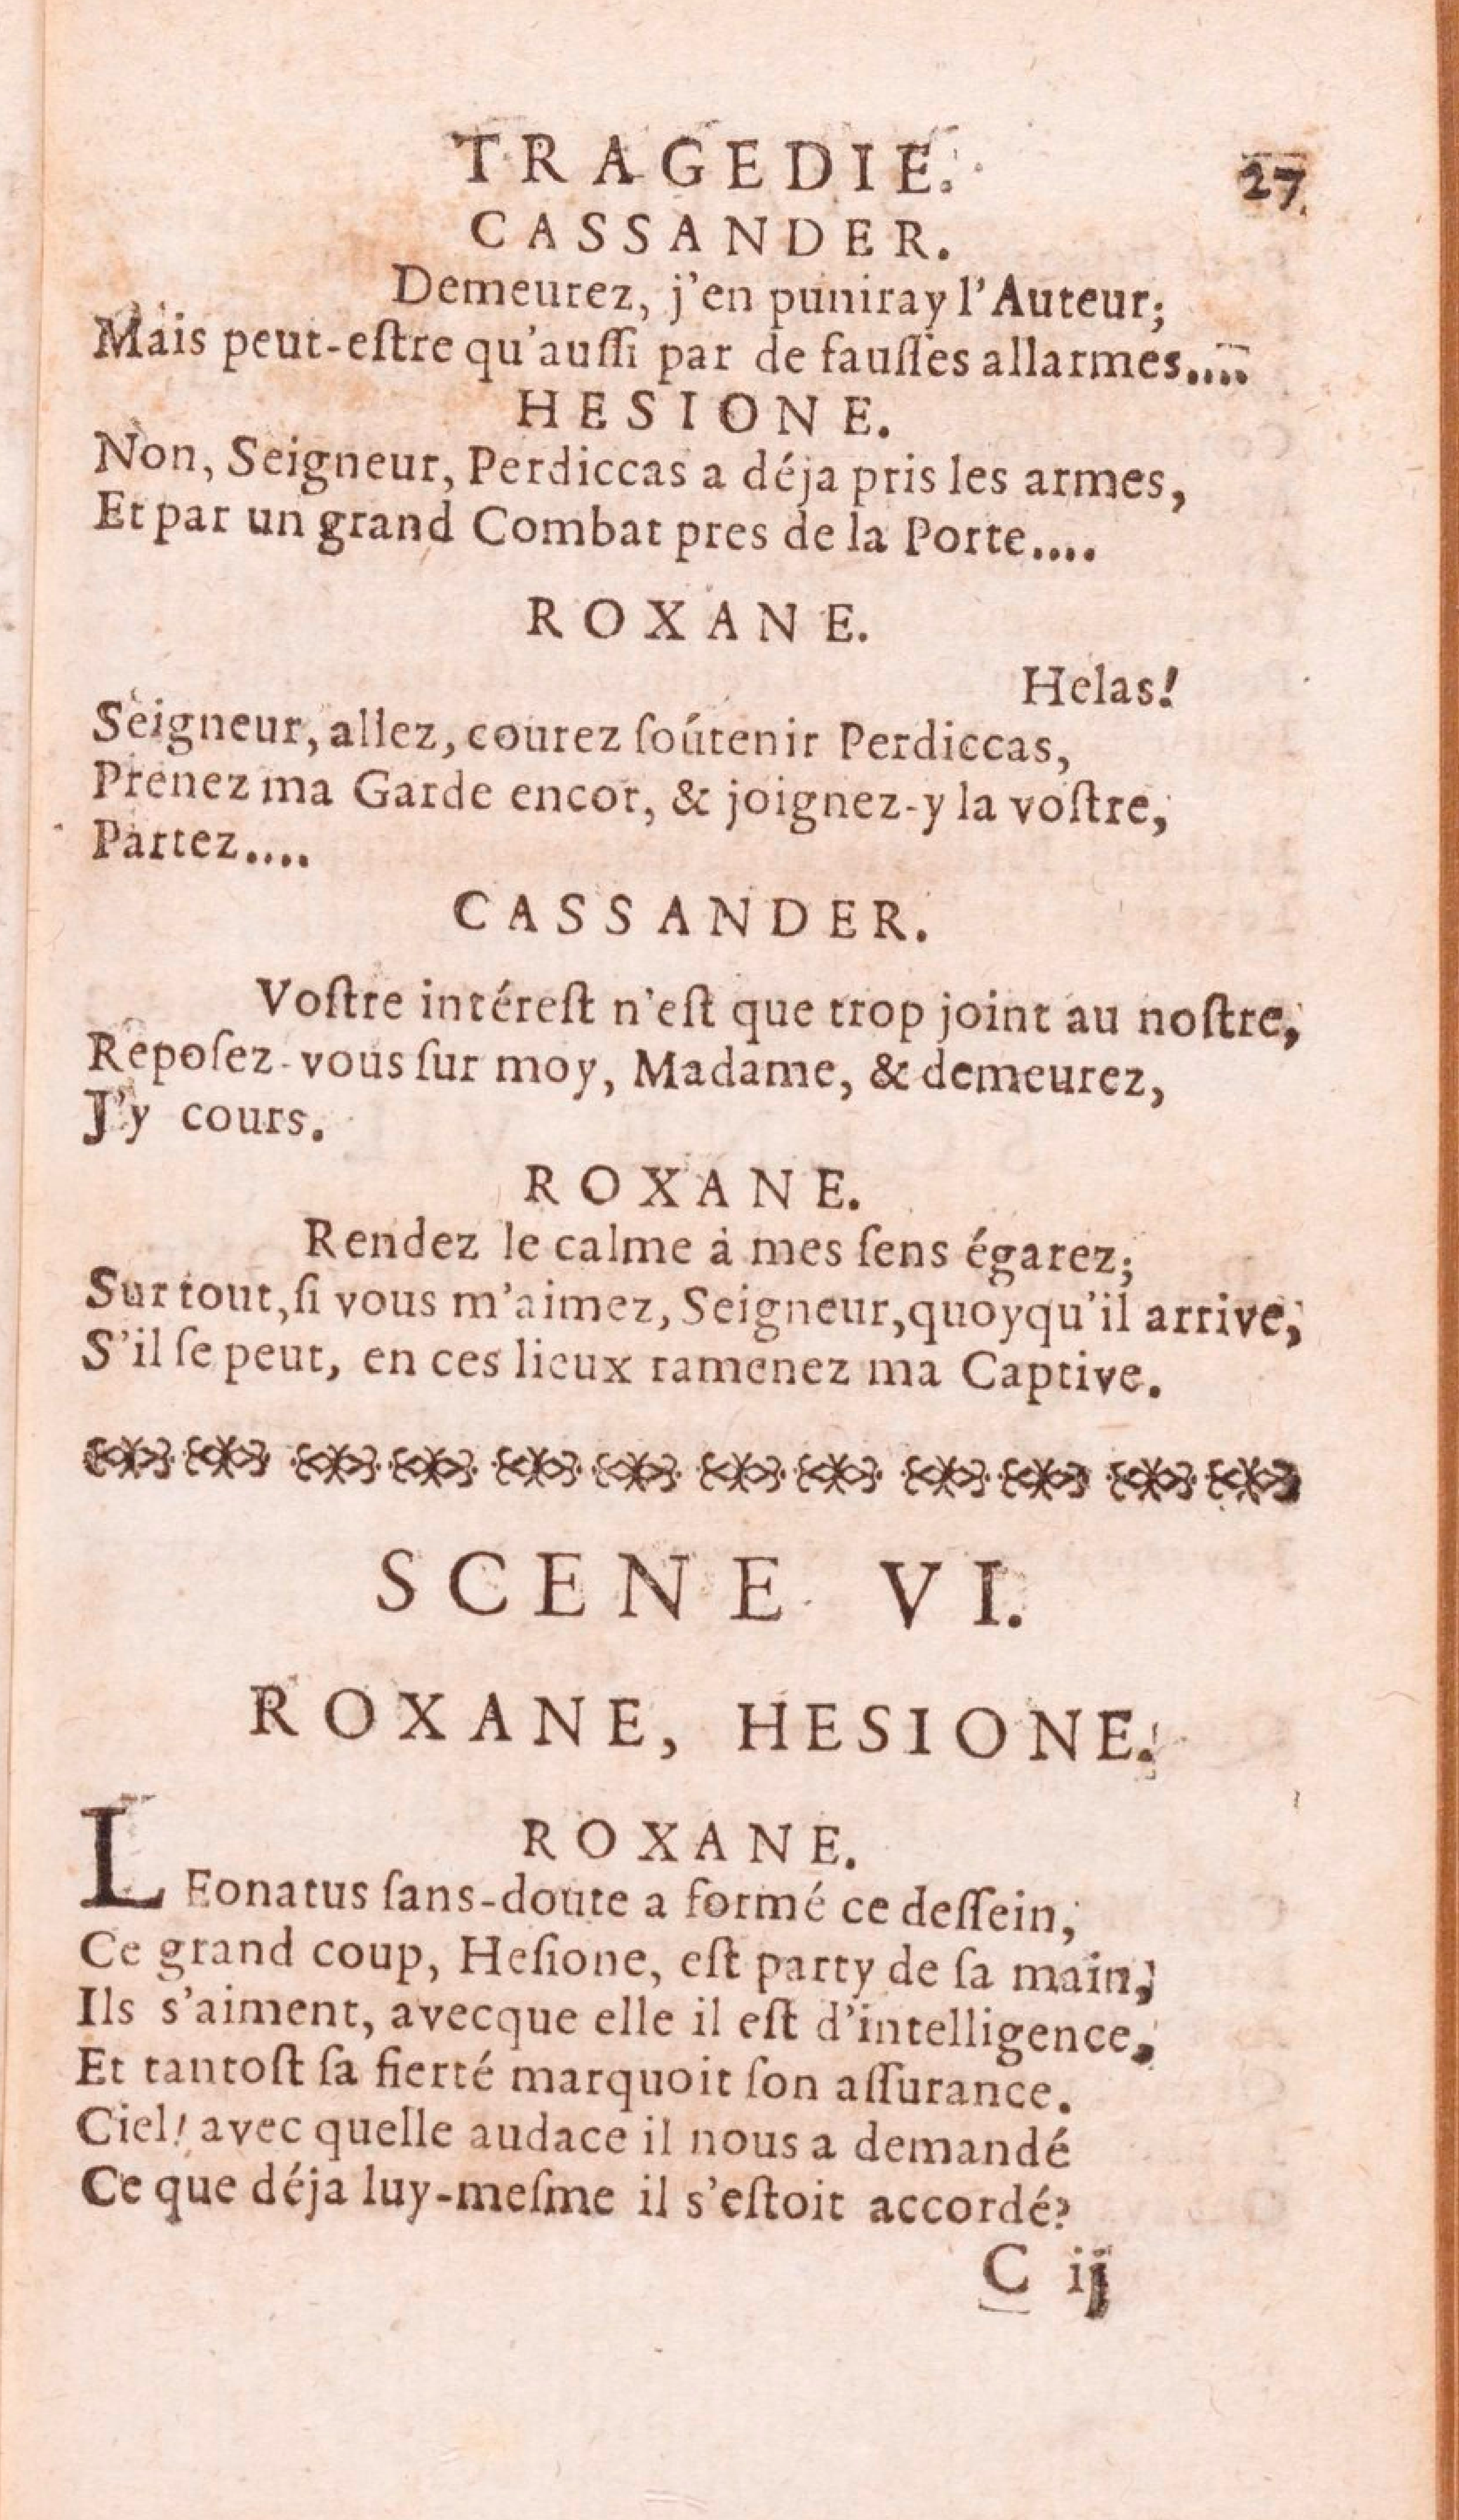 TRAGEDIE. 27.
CASSANDER.
Demeurez, j'en puniray l'Auteur;
Mais peut-eſtre qu'auſſi par de fauſſes allarmes....
HESIONE.
Non, Seigneur, Perdiccas a déja pris les armes,
Et par un grand Combat pres de la Porte....
ROXANE.
Helas!
Seigneur, allez, courez ſoûtenir Perdiccas,
Prenez ma Garde encor, & joignez-y la voſtre,
Partez....
CASSANDER.
Voſtre intéreſt n'eſt que trop joint au noſtre,
Repoſez-vous ſur moy, Madame, & demeurez,
J'y cours.
ROXANE.
Rendez le calme à mes ſens égarez;
Sur tout, ſi vous m'aimez, Seigneur, quoyqu'il arrive,
S'il ſe peut, en ces lieux ramenez ma Captive.
SCENE VI.
ROXANE, HESIONE.
ROXANE.
LEonatus ſans-doute a formé ce deſſein,
Ce grand coup, Heſione, eſt party de ſa main,
Ils s'aiment, avecque elle il eſt d'intelligence,
Et tantoſt ſa fierté marquoit ſon aſſurance.
Ciel! avec quelle audace il nous a demandé
Ce que déja luy-meſme il s'eſtoit accordé?
C ij